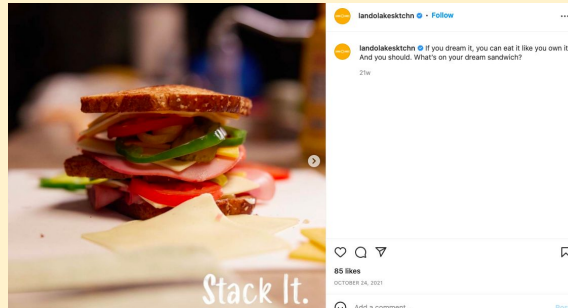 landolakesktchn • Follow
landolakesktchn If you dream it, you can eat it like you own it
And you should. What's on your dream sandwich?
21w
Stack It.
85 likes
OCTOBER 24, 2021
Add a comment...
Post